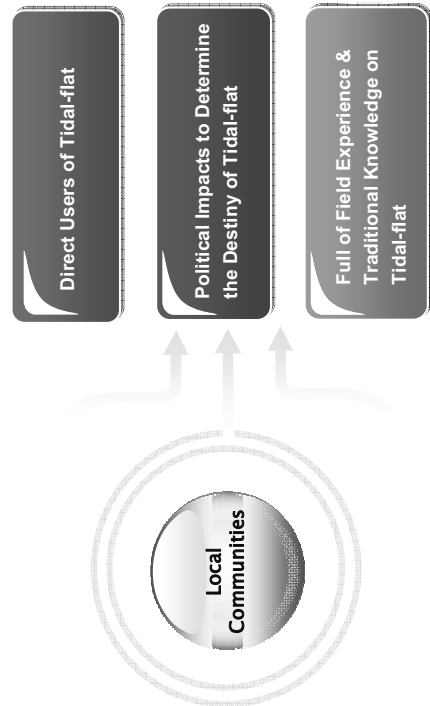 Local
Communities
Direct Users of Tidal-flat
Political Impacts to Determine
the Destiny of Tidal-flat
Full of Field Experience &
Traditional Knowledge on
Tidal-flat